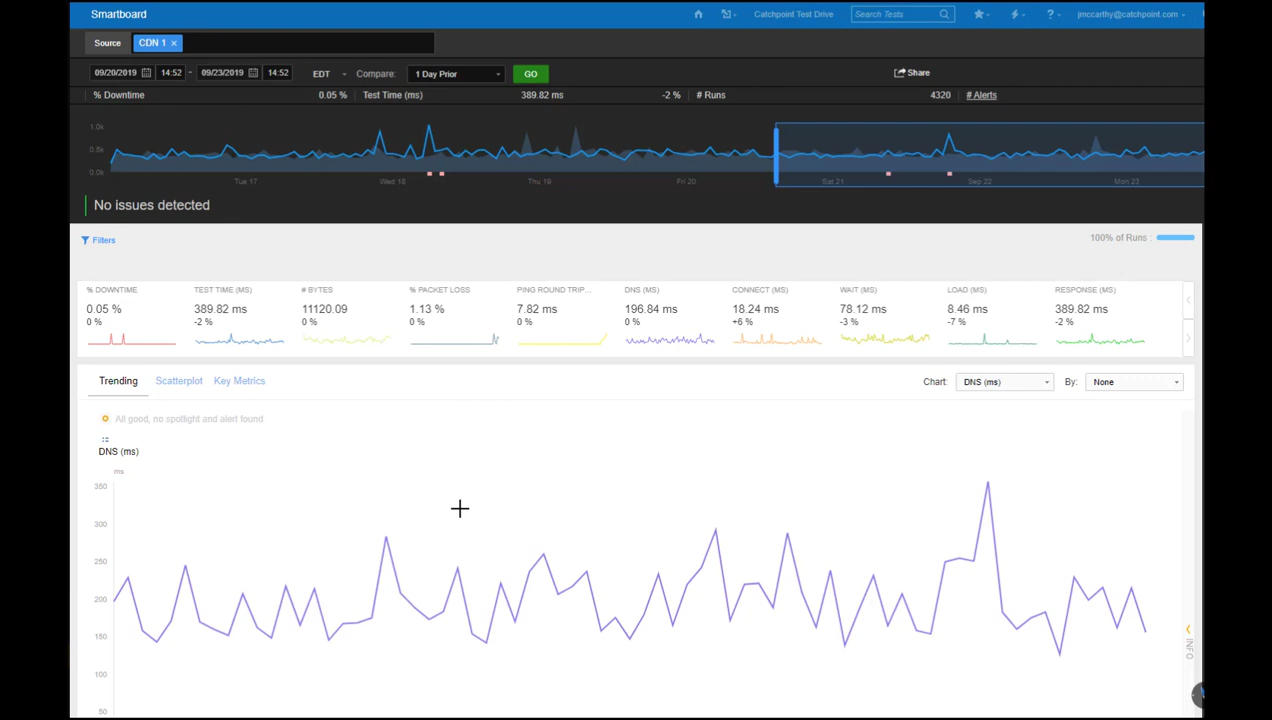 Smartboard Catchpoint Test Drive Search Tests jmccarthy@catchpoint.com
Source CDN 1 ×
09/20/2019 14:52 - 09/23/2019 14:52 EDT Compare: 1 Day Prior GO Share
% Downtime 0.05 % Test Time (ms) 389.82 ms -2 % # Runs 4320 # Alerts
1.0k
0.5k
0.0k
Tue 17 Wed 18 Thu 19 Fri 20 Sat 21 Sep 22 Mon 23
No issues detected
Filters 100% of Runs :
% DOWNTIME TEST TIME (MS) # BYTES % PACKET LOSS PING ROUND TRIP... DNS (MS) CONNECT (MS) WAIT (MS) LOAD (MS) RESPONSE (MS)
0.05 % 389.82 ms 11120.09 1.13 % 7.82 ms 196.84 ms 18.24 ms 78.12 ms 8.46 ms 389.82 ms
0 % -2 % 0 % 0 % 0 % 0 % +6 % -3 % -7 % -2 %
Trending Scatterplot Key Metrics Chart: DNS (ms) By: None
All good, no spotlight and alert found
DNS (ms)
ms
350
300
250
200
150
100
50
INFO